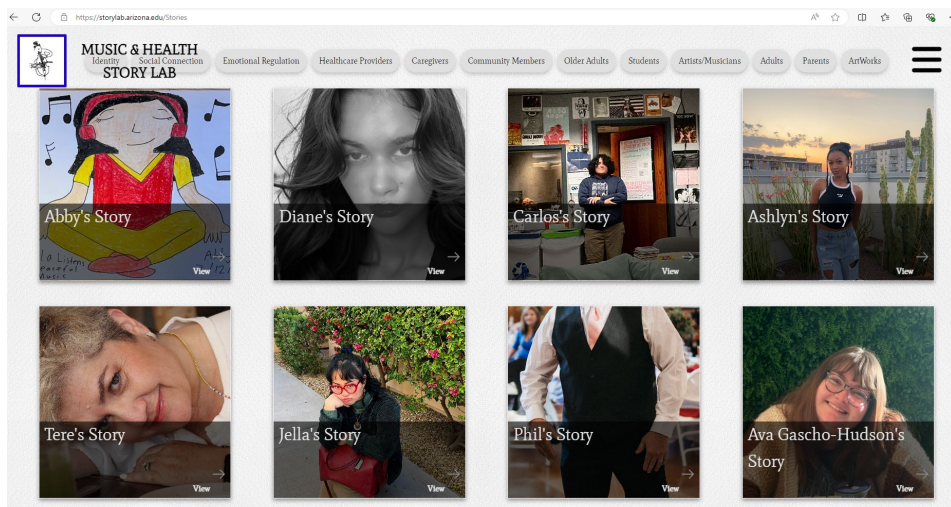 https://storylab.arizona.edu/Stories
MUSIC & HEALTH
STORY LAB
Identity Social Connection Emotional Regulation Healthcare Providers Caregivers Community Members Older Adults Students Artists/Musicians Adults Parents ArtWorks
Abby's Story
View
Diane's Story
View
Carlos's Story
View
Ashlyn's Story
View
Tere's Story
View
Jella's Story
View
Phil's Story
View
Ava Gascho-Hudson's
Story
View